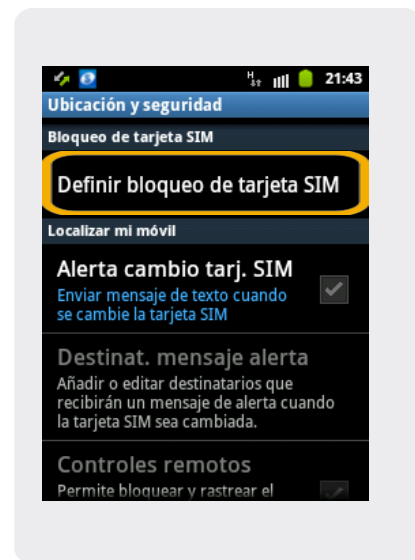 H 21:43
Ubicación y seguridad
Bloqueo de tarjeta SIM
Definir bloqueo de tarjeta SIM
Localizar mi móvil
Alerta cambio tarj. SIM
Enviar mensaje de texto cuando
se cambie la tarjeta SIM
Destinat. mensaje alerta
Añadir o editar destinatarios que
recibirán un mensaje de alerta cuando
la tarjeta SIM sea cambiada.
Controles remotos
Permite bloquear y rastrear el